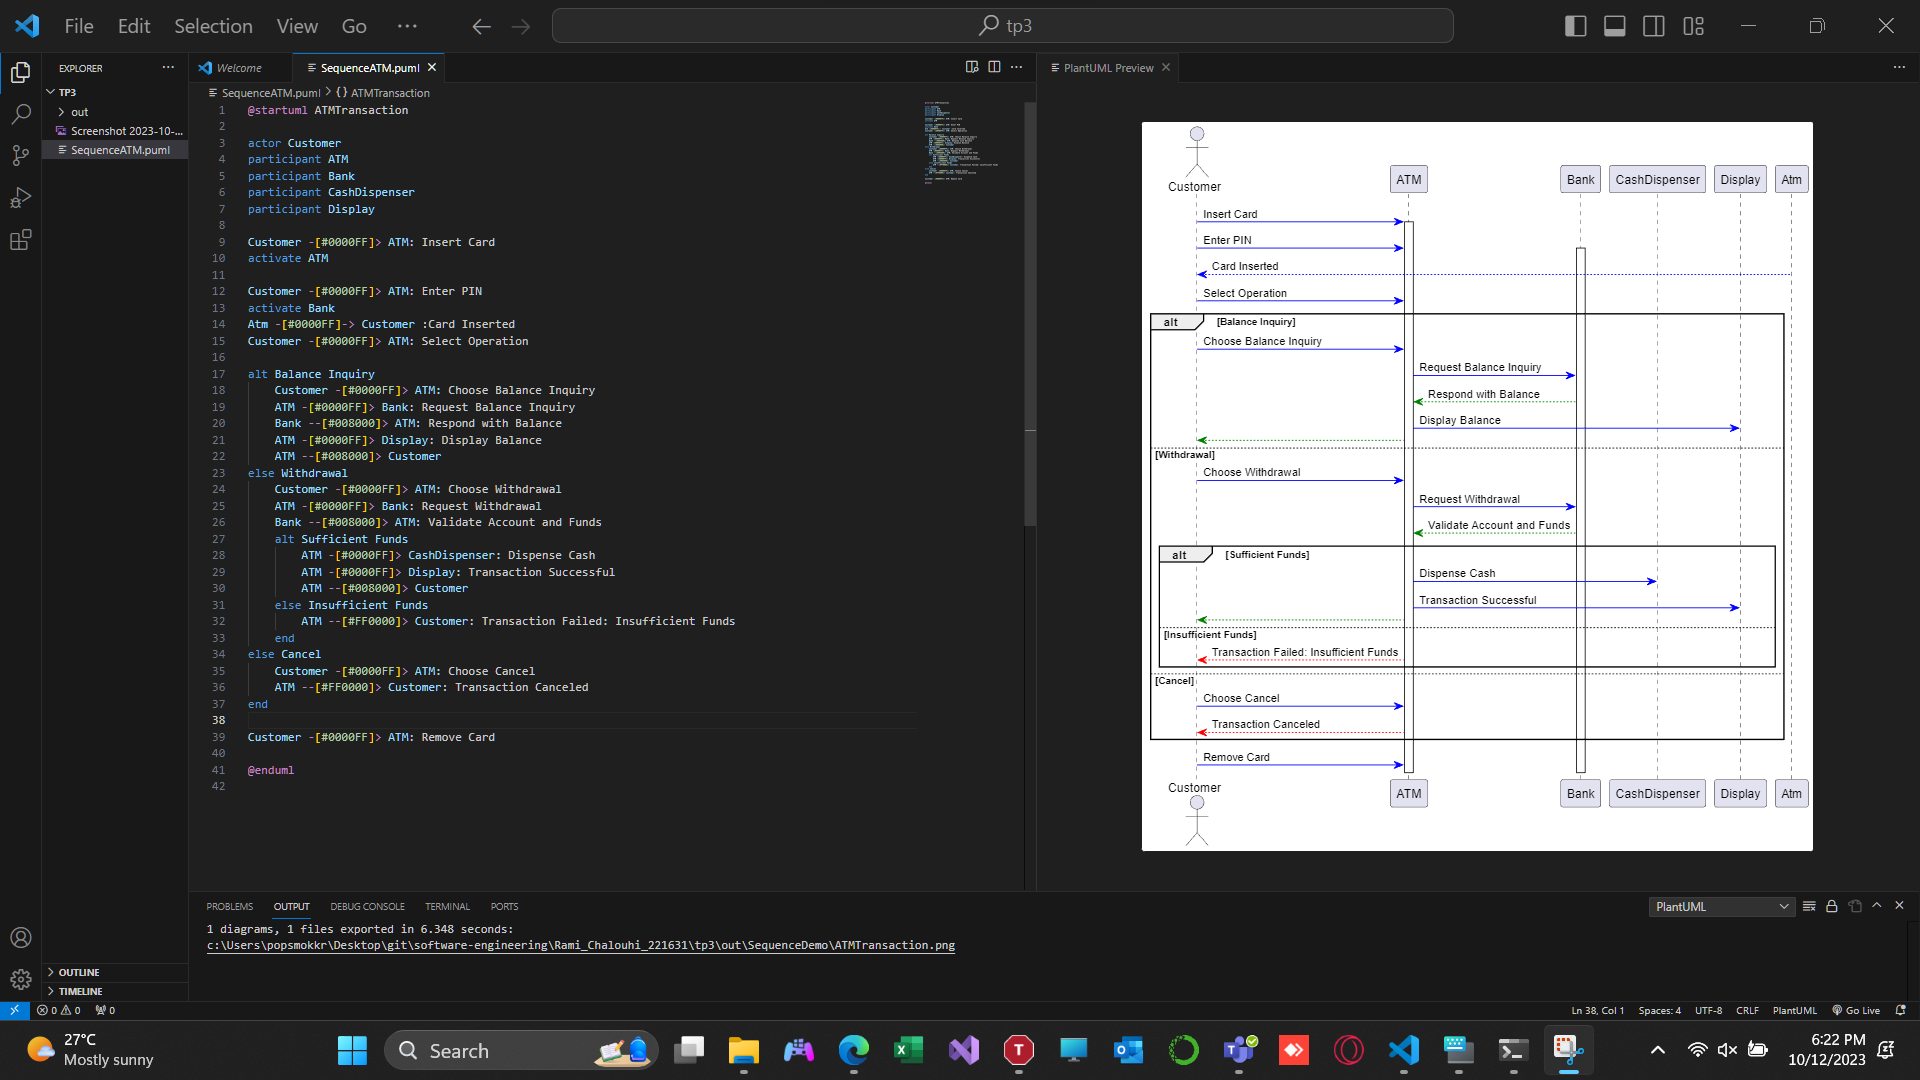 File Edit Selection View Go ··· tp3
EXPLORER ···
TP3
out
Screenshot 2023-10-...
SequenceATM.puml
Welcome SequenceATM.puml
SequenceATM.puml > {} ATMTransaction
1 @startuml ATMTransaction
2
3 actor Customer
4 participant ATM
5 participant Bank
6 participant CashDispenser
7 participant Display
8
9 Customer -[#0000FF]> ATM: Insert Card
10 activate ATM
11
12 Customer -[#0000FF]> ATM: Enter PIN
13 activate Bank
14 Atm -[#0000FF]-> Customer :Card Inserted
15 Customer -[#0000FF]> ATM: Select Operation
16
17 alt Balance Inquiry
18 Customer -[#0000FF]> ATM: Choose Balance Inquiry
19 ATM -[#0000FF]> Bank: Request Balance Inquiry
20 Bank --[#008000]> ATM: Respond with Balance
21 ATM -[#0000FF]> Display: Display Balance
22 ATM --[#008000]> Customer
23 else Withdrawal
24 Customer -[#0000FF]> ATM: Choose Withdrawal
25 ATM -[#0000FF]> Bank: Request Withdrawal
26 Bank --[#008000]> ATM: Validate Account and Funds
27 alt Sufficient Funds
28 ATM -[#0000FF]> CashDispenser: Dispense Cash
29 ATM -[#0000FF]> Display: Transaction Successful
30 ATM --[#008000]> Customer
31 else Insufficient Funds
32 ATM --[#FF0000]> Customer: Transaction Failed: Insufficient Funds
33 end
34 else Cancel
35 Customer -[#0000FF]> ATM: Choose Cancel
36 ATM --[#FF0000]> Customer: Transaction Canceled
37 end
38
39 Customer -[#0000FF]> ATM: Remove Card
40
41 @enduml
42
PlantUML Preview
Customer ATM Bank CashDispenser Display Atm
Insert Card
Enter PIN
Card Inserted
Select Operation
alt [Balance Inquiry]
Choose Balance Inquiry
Request Balance Inquiry
Respond with Balance
Display Balance
[Withdrawal]
Choose Withdrawal
Request Withdrawal
Validate Account and Funds
alt [Sufficient Funds]
Dispense Cash
Transaction Successful
[Insufficient Funds]
Transaction Failed: Insufficient Funds
[Cancel]
Choose Cancel
Transaction Canceled
Remove Card
Customer ATM Bank CashDispenser Display Atm
PROBLEMS OUTPUT DEBUG CONSOLE TERMINAL PORTS PlantUML
1 diagrams, 1 files exported in 6.348 seconds:
c:\Users\popsmokkr\Desktop\git\software-engineering\Rami_Chalouhi_221631\tp3\out\SequenceDemo\ATMTransaction.png
OUTLINE
TIMELINE
0 0 0 Ln 38, Col 1 Spaces: 4 UTF-8 CRLF PlantUML Go Live
27°C
Mostly sunny
Search
6:22 PM
10/12/2023